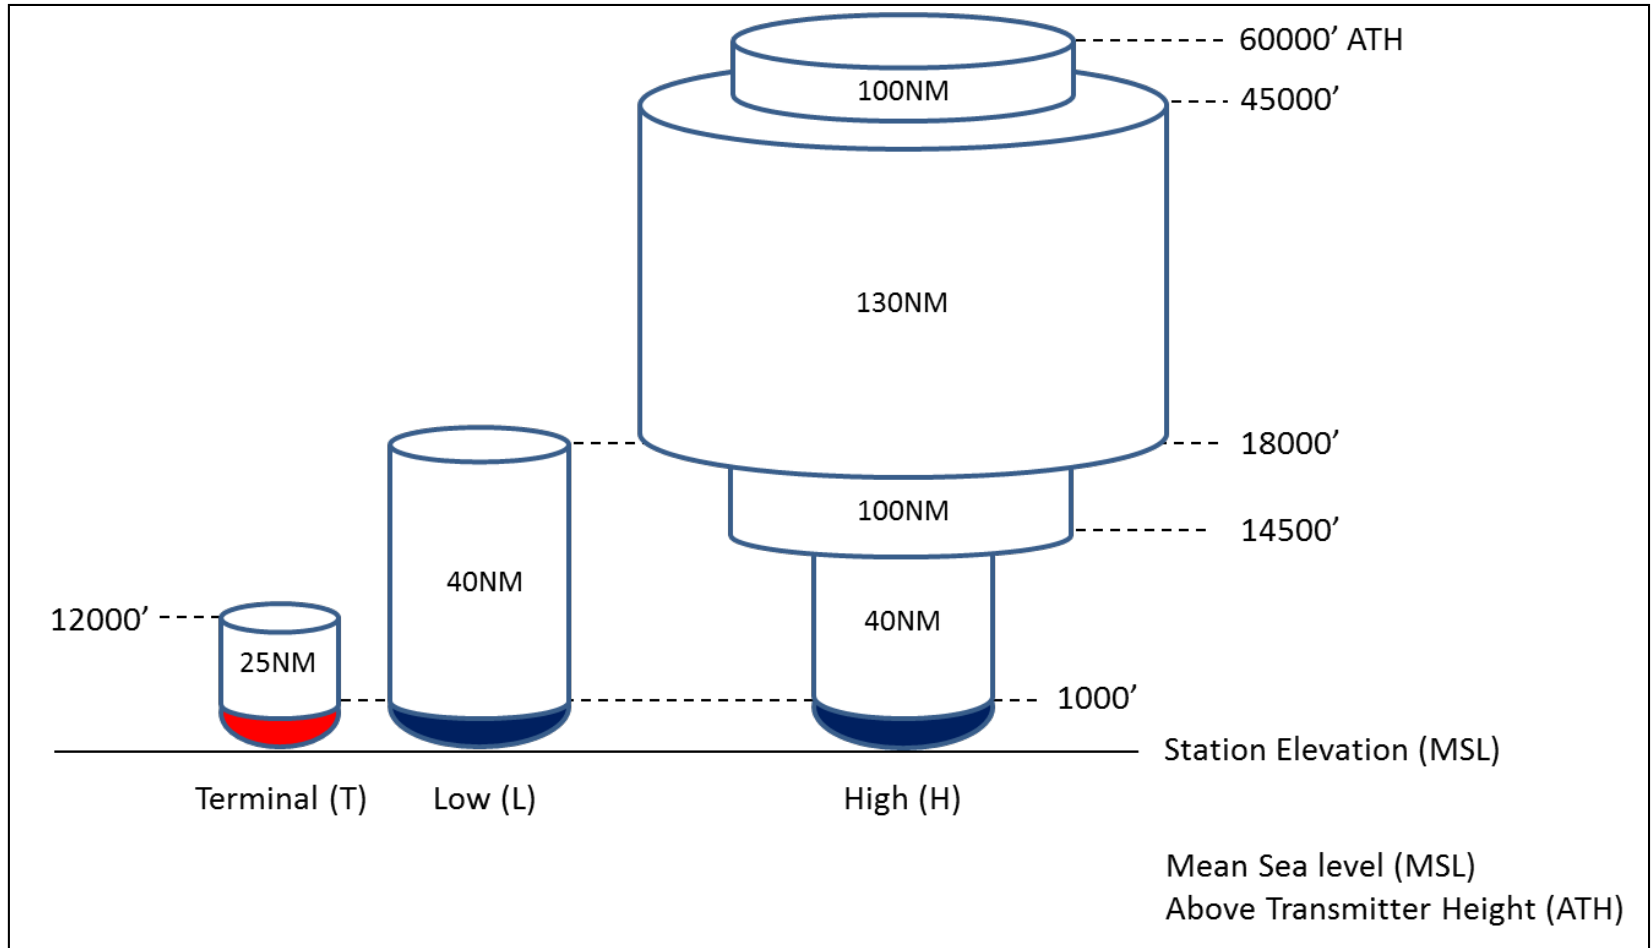 60000’ ATH
100NM
45000’
130NM
18000’
100NM
14500’
40NM
12000’
40NM
25NM
1000’
Station Elevation (MSL)
Terminal (T)
Low (L)
High (H)
Mean Sea level (MSL)
Above Transmitter Height (ATH)